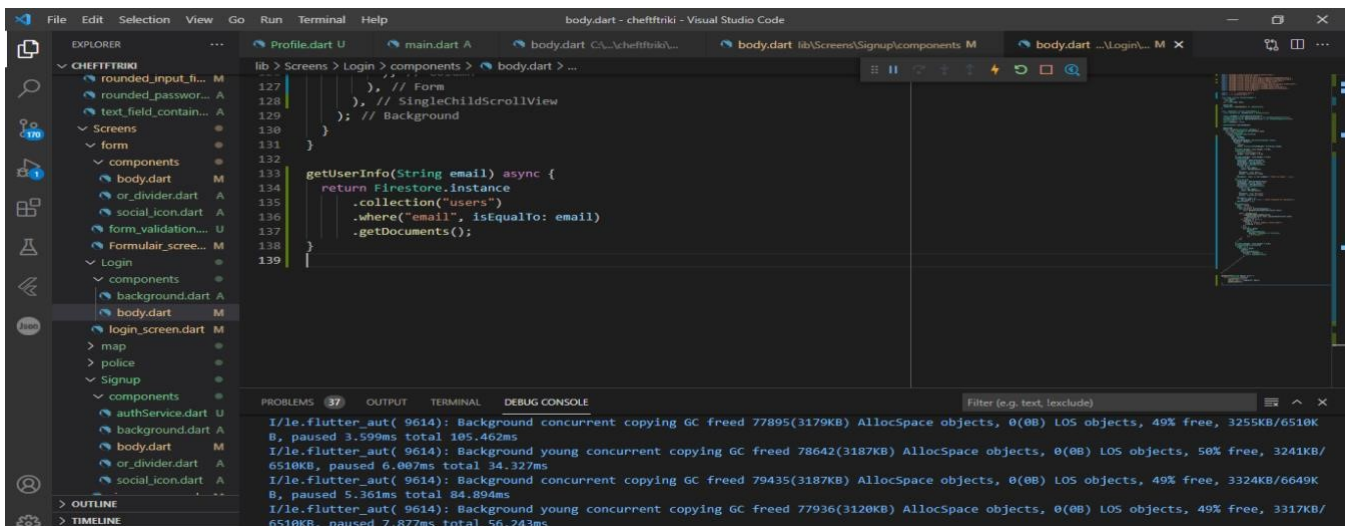 File Edit Selection View Go Run Terminal Help
body.dart - cheftftriki - Visual Studio Code
EXPLORER
Profile.dart U
main.dart A
body.dart C:\...\cheftftriki\...
body.dart lib\Screens\Signup\components M
body.dart ...\Login\... M
CHEFTFTRIKI
rounded_input_fi... M
rounded_passwor... A
text_field_contain... A
Screens
form
components
body.dart M
or_divider.dart A
social_icon.dart A
form_validation.... U
Formulair_scree... M
Login
components
background.dart A
body.dart M
login_screen.dart M
map
police
Signup
components
authService.dart U
background.dart A
body.dart M
or_divider.dart A
social_icon.dart A
OUTLINE
TIMELINE
170
1
Json
lib > Screens > Login > components > body.dart > ...
127 ), // Form
128 ), // SingleChildScrollView
129 ); // Background
130 }
131 }
132
133 getUserInfo(String email) async {
134 return Firestore.instance
135 .collection("users")
136 .where("email", isEqualTo: email)
137 .getDocuments();
138 }
139
PROBLEMS 37 OUTPUT TERMINAL DEBUG CONSOLE
Filter (e.g. text, !exclude)
I/le.flutter_aut( 9614): Background concurrent copying GC freed 77895(3179KB) AllocSpace objects, 0(0B) LOS objects, 49% free, 3255KB/6510K
B, paused 3.599ms total 105.462ms
I/le.flutter_aut( 9614): Background young concurrent copying GC freed 78642(3187KB) AllocSpace objects, 0(0B) LOS objects, 50% free, 3241KB/
6510KB, paused 6.007ms total 34.327ms
I/le.flutter_aut( 9614): Background concurrent copying GC freed 79435(3187KB) AllocSpace objects, 0(0B) LOS objects, 49% free, 3324KB/6649K
B, paused 5.361ms total 84.894ms
I/le.flutter_aut( 9614): Background young concurrent copying GC freed 77936(3120KB) AllocSpace objects, 0(0B) LOS objects, 49% free, 3317KB/
6510KB, paused 7.877ms total 56.243ms